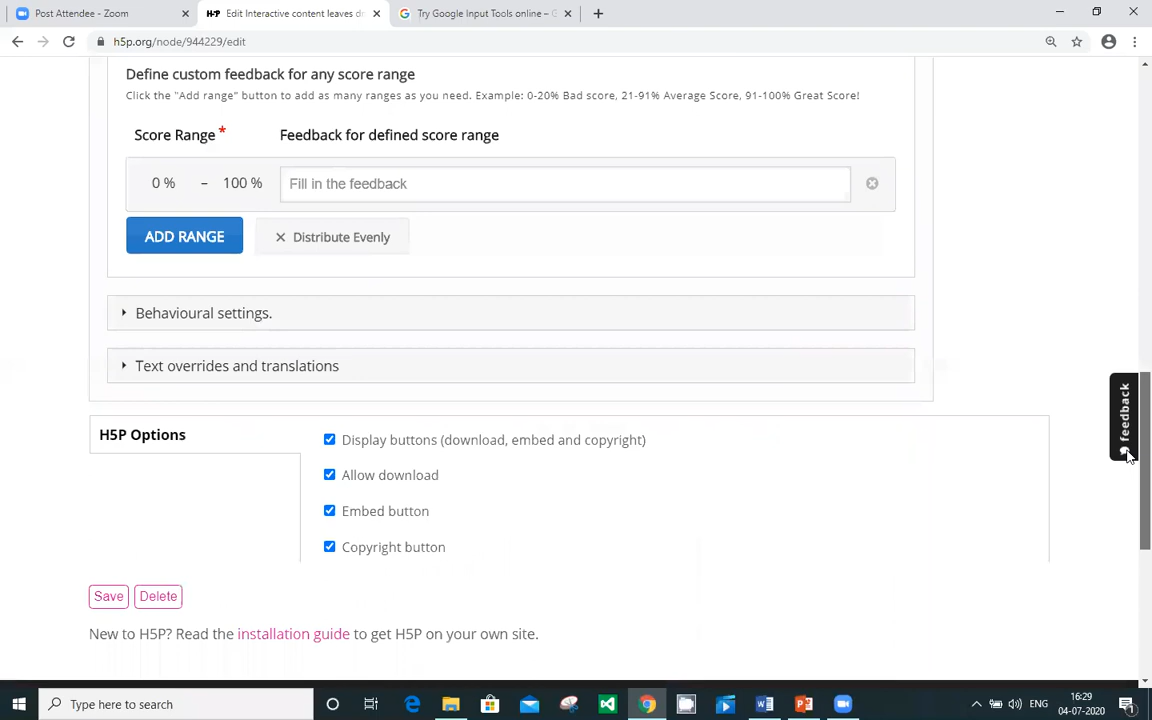 Post Attendee - Zoom
H-P Edit Interactive content leaves d
Try Google Input Tools online – G
h5p.org/node/944229/edit
Define custom feedback for any score range
Click the "Add range" button to add as many ranges as you need. Example: 0-20% Bad score, 21-91% Average Score, 91-100% Great Score!
Score Range * Feedback for defined score range
0 % – 100 % Fill in the feedback
ADD RANGE Distribute Evenly
Behavioural settings.
Text overrides and translations
H5P Options
Display buttons (download, embed and copyright)
Allow download
Embed button
Copyright button
feedback
Save Delete
New to H5P? Read the installation guide to get H5P on your own site.
Type here to search
ENG
16:29
04-07-2020
1